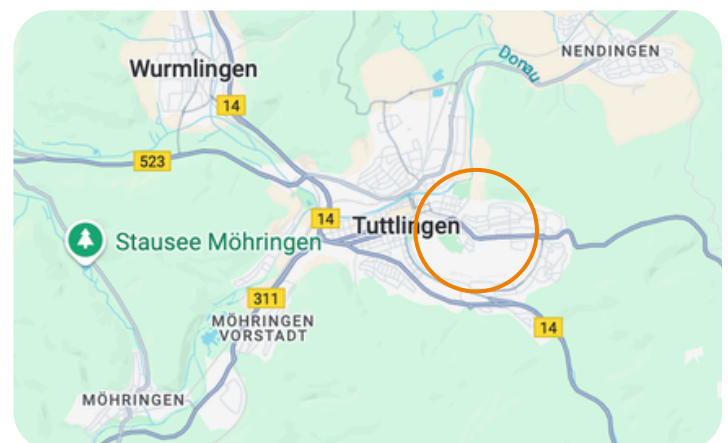 NENDINGEN
Donau
Wurmlingen
14
523
14
Tuttlingen
Stausee Möhringen
311
MÖHRINGEN
VORSTADT
14
MÖHRINGEN